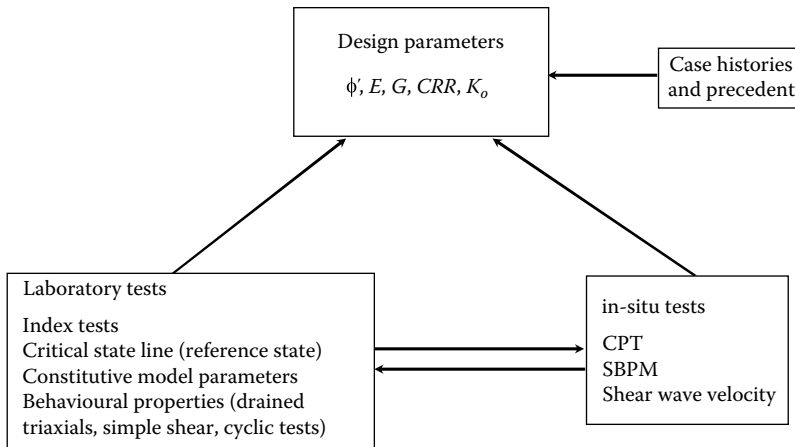 Design parameters
ϕ′, E, G, CRR, Ko
Case histories
and precedent
Laboratory tests
Index tests
Critical state line (reference state)
Constitutive model parameters
Behavioural properties (drained
triaxials, simple shear, cyclic tests)
in-situ tests
CPT
SBPM
Shear wave velocity